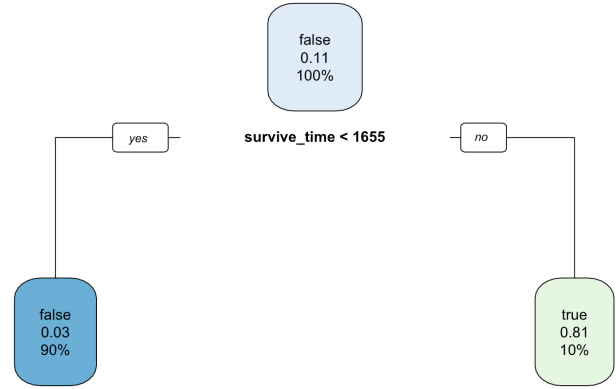 false
0.11
100%
yes
survive_time < 1655
no
false
0.03
90%
true
0.81
10%